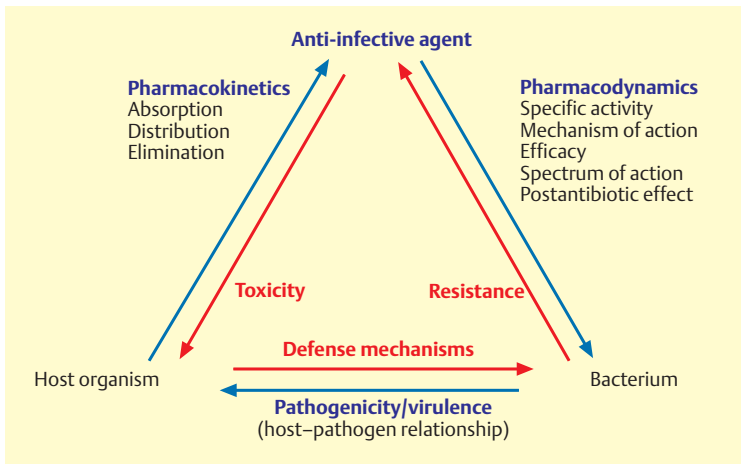 Anti-infective agent
Pharmacokinetics
Absorption
Distribution
Elimination
Pharmacodynamics
Specific activity
Mechanism of action
Efficacy
Spectrum of action
Postantibiotic effect
Toxicity
Resistance
Defense mechanisms
Host organism
Bacterium
Pathogenicity/virulence
(host–pathogen relationship)